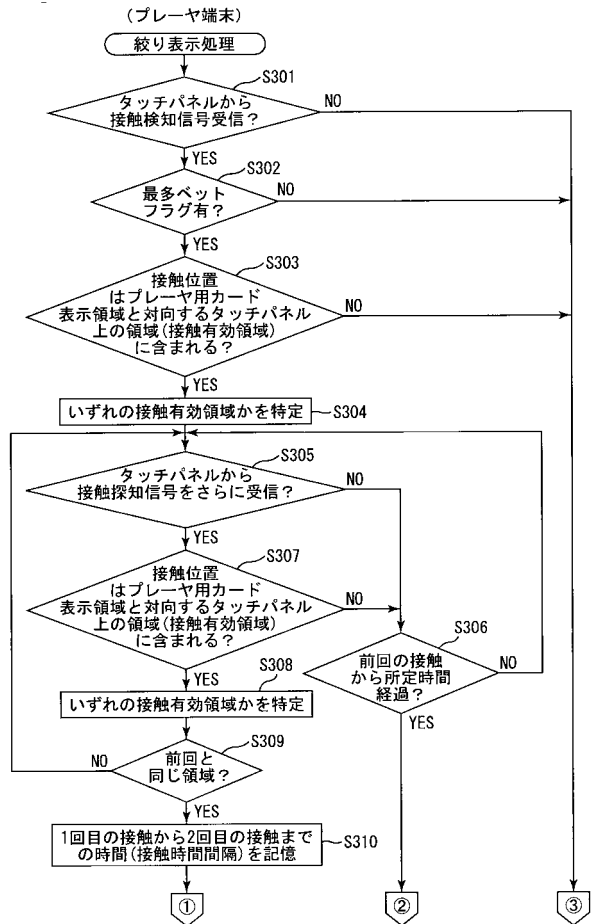 (プレーヤ端末)
絞り表示処理
S301
タッチパネルから
接触検知信号受信?
NO
YES
S302
最多ベット
フラグ有?
NO
YES
S303
接触位置
はプレーヤ用カード
表示領域と対向するタッチパネル
上の領域(接触有効領域)
に含まれる?
NO
YES
いずれの接触有効領域かを特定
S304
S305
タッチパネルから
接触探知信号をさらに受信?
NO
YES
S307
接触位置
はプレーヤ用カード
表示領域と対向するタッチパネル
上の領域(接触有効領域)
に含まれる?
NO
YES
S306
前回の接触
から所定時間
経過?
NO
YES
S308
いずれの接触有効領域かを特定
S309
前回と
同じ領域?
NO
YES
1回目の接触から2回目の接触まで
の時間(接触時間間隔)を記憶
S310
①
②
③